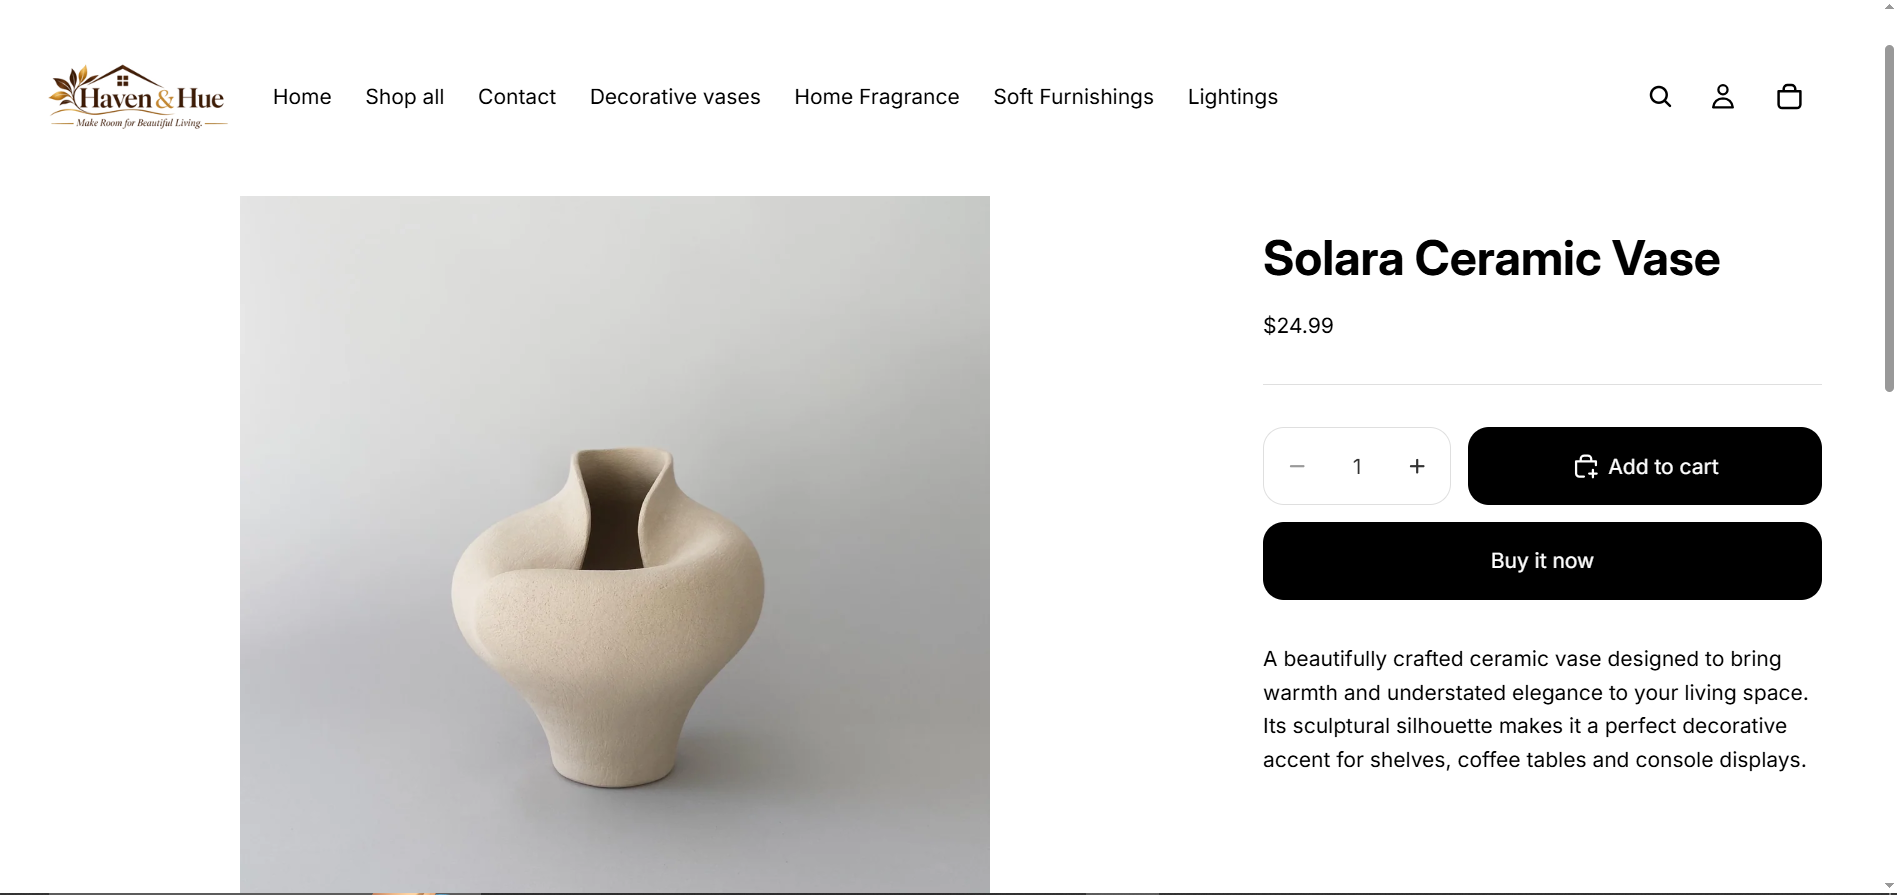 Haven & Hue
Make Room for Beautiful Living.
Home Shop all Contact Decorative vases Home Fragrance Soft Furnishings Lightings
Solara Ceramic Vase
$24.99
1
Add to cart
Buy it now
A beautifully crafted ceramic vase designed to bring
warmth and understated elegance to your living space.
Its sculptural silhouette makes it a perfect decorative
accent for shelves, coffee tables and console displays.